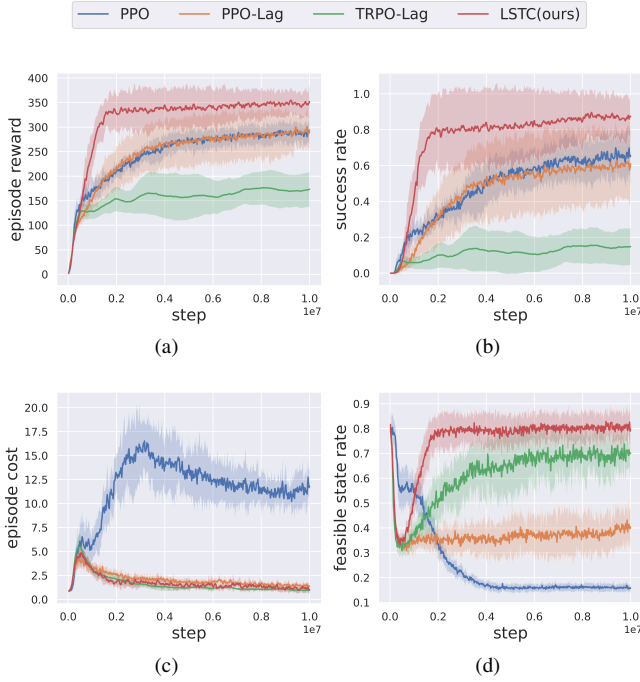 PPO PPO-Lag TRPO-Lag LSTC(ours)
episode reward
400
350
300
250
200
150
100
50
0
0.0 0.2 0.4 0.6 0.8 1.0
1e7
step
(a)
success rate
1.0
0.8
0.6
0.4
0.2
0.0
0.0 0.2 0.4 0.6 0.8 1.0
1e7
step
(b)
episode cost
20.0
17.5
15.0
12.5
10.0
7.5
5.0
2.5
0.0
0.0 0.2 0.4 0.6 0.8 1.0
1e7
step
(c)
feasible state rate
0.9
0.8
0.7
0.6
0.5
0.4
0.3
0.2
0.1
0.0 0.2 0.4 0.6 0.8 1.0
1e7
step
(d)